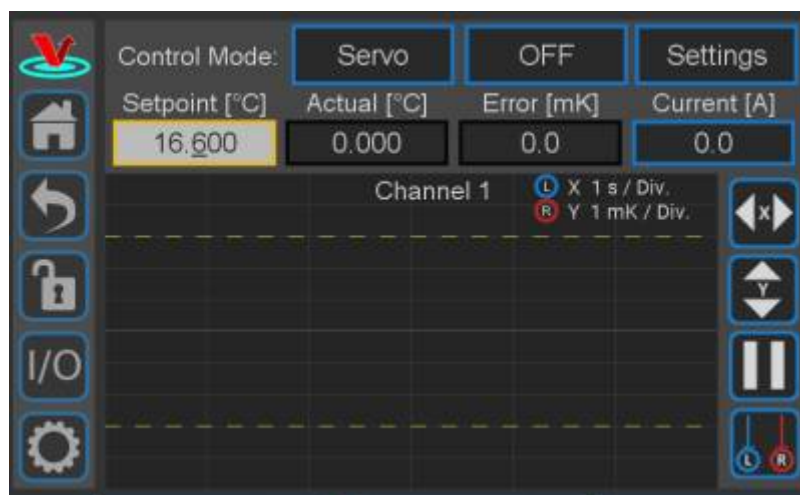 Control Mode: Servo OFF Settings
Setpoint [°C] Actual [°C] Error [mK] Current [A]
16.600 0.000 0.0 0.0
Channel 1 L X 1 s / Div.
R Y 1 mK / Div.
X
Y
I/O
L R